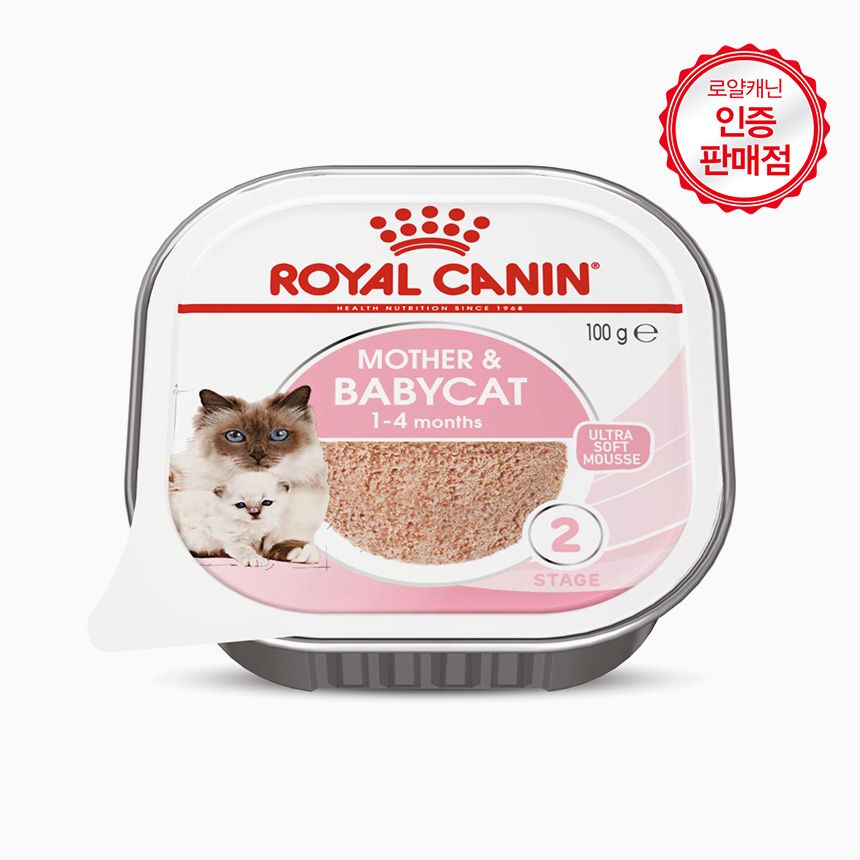 로얄캐닌
인증
판매점
ROYAL CANIN®
HEALTH NUTRITION SINCE 1968
100 g ℮
MOTHER &
BABYCAT
1-4 months
ULTRA
SOFT
MOUSSE
2
STAGE